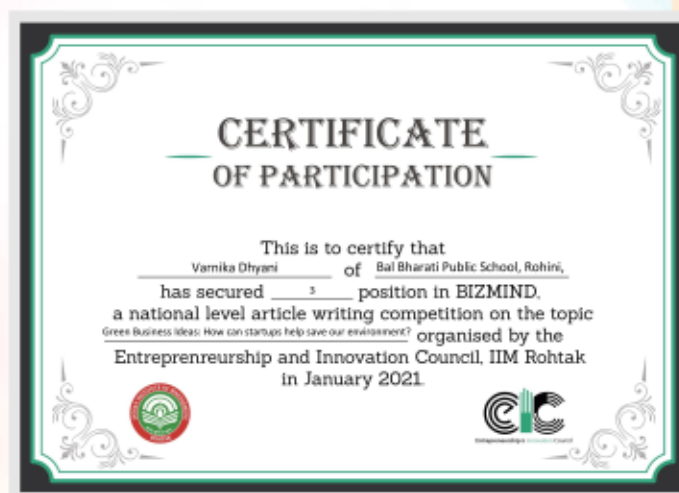 CERTIFICATE
OF PARTICIPATION
This is to certify that
Varnika Dhyani of Bal Bharati Public School, Rohini,
has secured 3 position in BIZMIND,
a national level article writing competition on the topic
Green Business Ideas: How can startups help save our environment? organised by the
Entreprenreurship and Innovation Council, IIM Rohtak
in January 2021.
eic
Entrepreneurship & Innovation Council